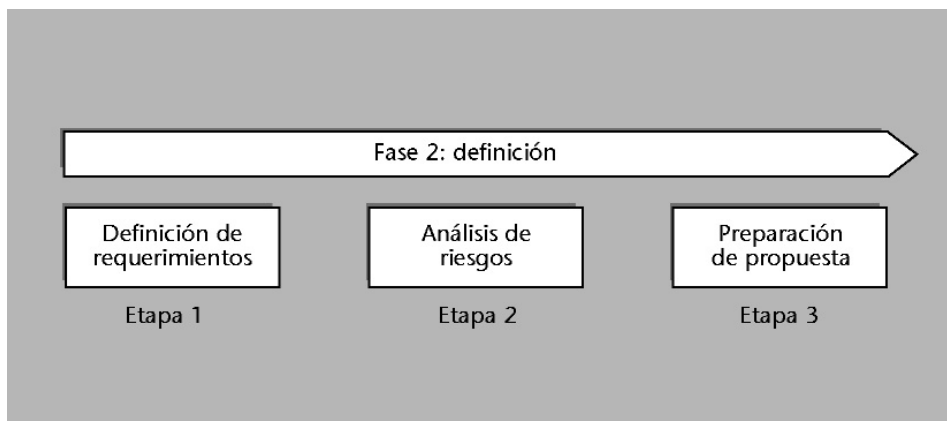 Fase 2: definición
Definición de
requerimientos
Análisis de
riesgos
Preparación
de propuesta
Etapa 1
Etapa 2
Etapa 3